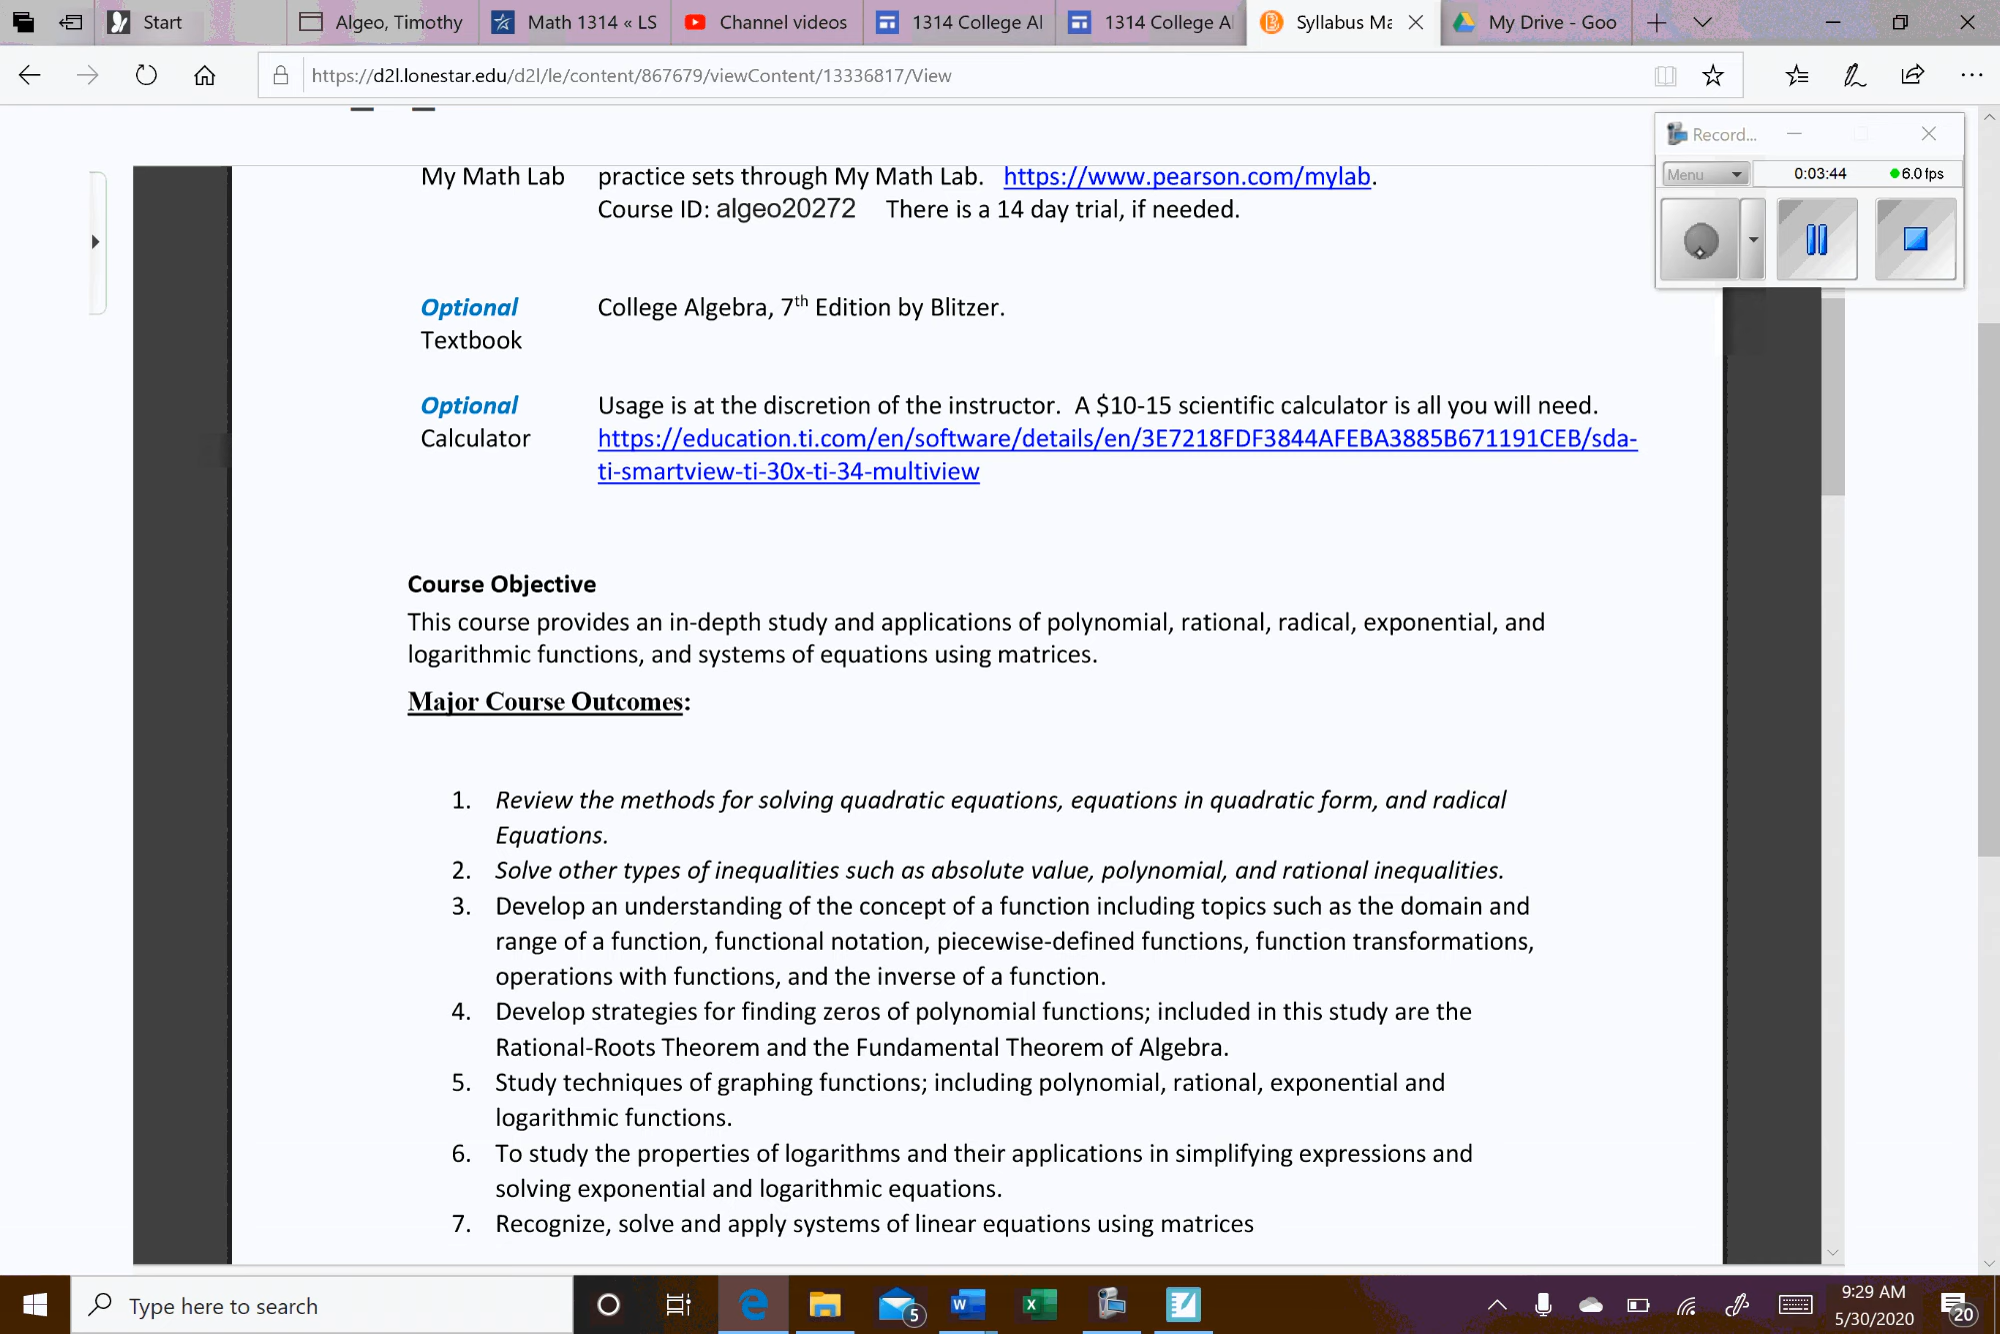 Start
Algeo, Timothy
Math 1314 « LS
Channel videos
1314 College Al
1314 College Al
Syllabus Ma
My Drive - Goo
https://d2l.lonestar.edu/d2l/le/content/867679/viewContent/13336817/View
Record...
Menu
0:03:44
6.0 fps
My Math Lab practice sets through My Math Lab. https://www.pearson.com/mylab.
Course ID: algeo20272 There is a 14 day trial, if needed.
Optional College Algebra, 7th Edition by Blitzer.
Textbook
Optional Usage is at the discretion of the instructor. A $10-15 scientific calculator is all you will need.
Calculator https://education.ti.com/en/software/details/en/3E7218FDF3844AFEBA3885B671191CEB/sda-
ti-smartview-ti-30x-ti-34-multiview
Course Objective
This course provides an in-depth study and applications of polynomial, rational, radical, exponential, and
logarithmic functions, and systems of equations using matrices.
Major Course Outcomes:
1. Review the methods for solving quadratic equations, equations in quadratic form, and radical
Equations.
2. Solve other types of inequalities such as absolute value, polynomial, and rational inequalities.
3. Develop an understanding of the concept of a function including topics such as the domain and
range of a function, functional notation, piecewise-defined functions, function transformations,
operations with functions, and the inverse of a function.
4. Develop strategies for finding zeros of polynomial functions; included in this study are the
Rational-Roots Theorem and the Fundamental Theorem of Algebra.
5. Study techniques of graphing functions; including polynomial, rational, exponential and
logarithmic functions.
6. To study the properties of logarithms and their applications in simplifying expressions and
solving exponential and logarithmic equations.
7. Recognize, solve and apply systems of linear equations using matrices
Type here to search
5
9:29 AM
5/30/2020
20